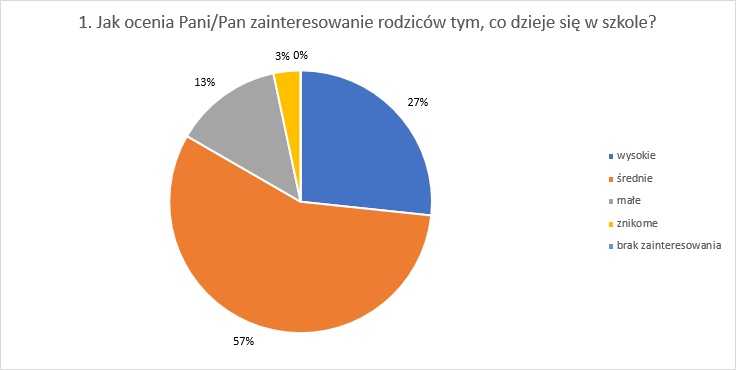 1. Jak ocenia Pani/Pan zainteresowanie rodziców tym, co dzieje się w szkole?
3% 0%
13%
27%
57%
wysokie
średnie
małe
znikome
brak zainteresowania